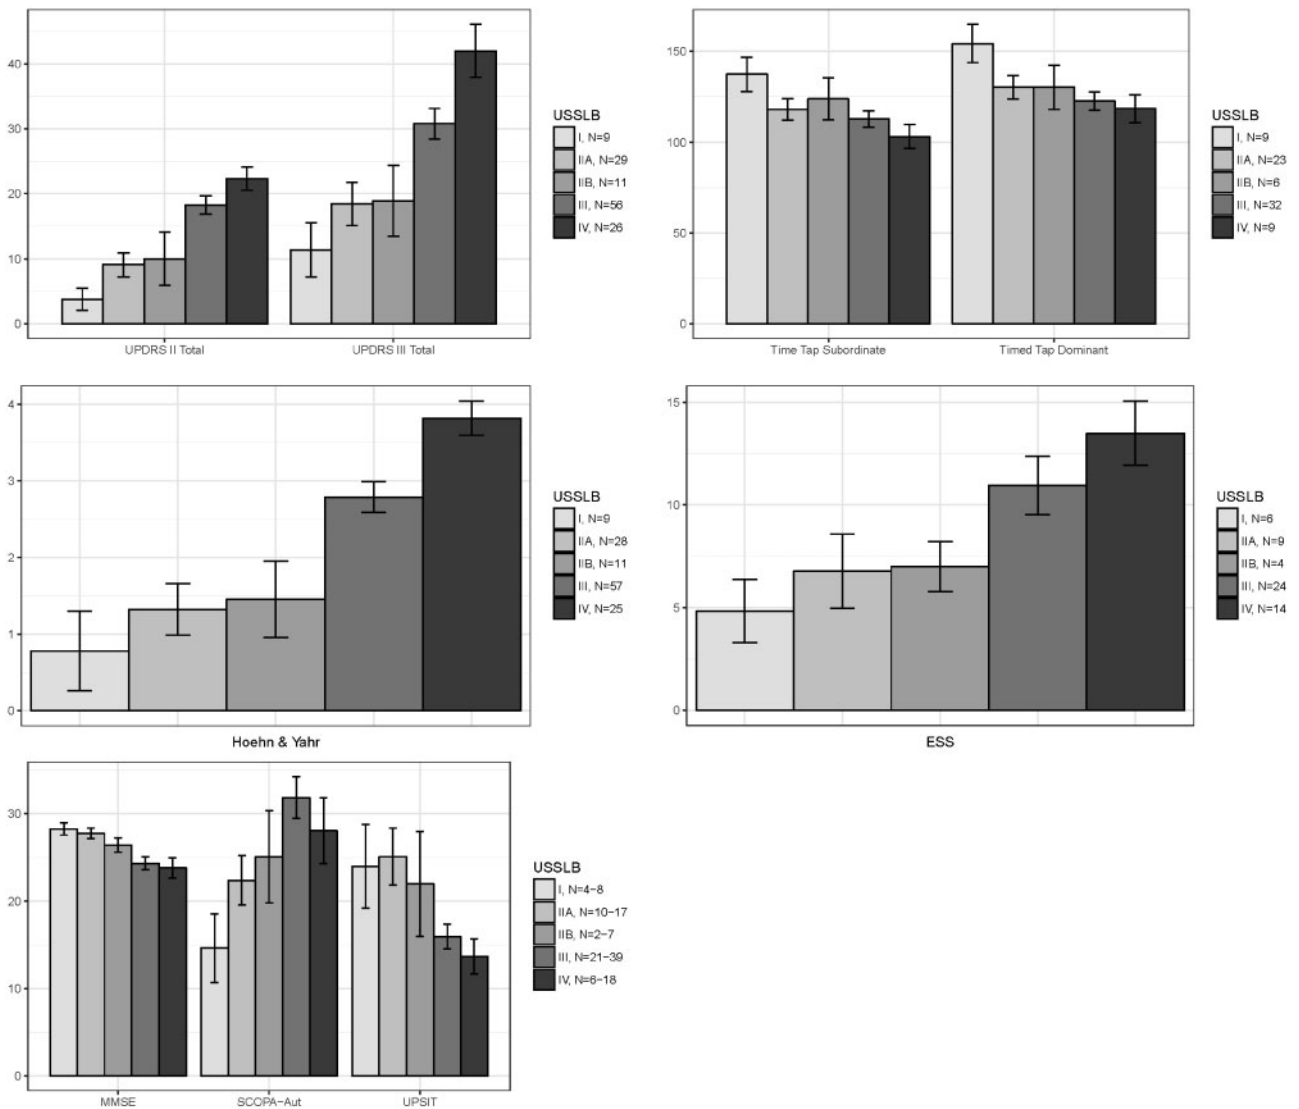 40
30
20
10
0
UPDRS II Total
UPDRS III Total
USSLB
I, N=9
IIA, N=29
IIB, N=11
III, N=56
IV, N=26
150
100
50
0
Time Tap Subordinate
Timed Tap Dominant
USSLB
I, N=9
IIA, N=23
IIB, N=6
III, N=32
IV, N=9
4
3
2
1
0
Hoehn & Yahr
USSLB
I, N=9
IIA, N=28
IIB, N=11
III, N=57
IV, N=25
15
10
5
0
ESS
USSLB
I, N=6
IIA, N=9
IIB, N=4
III, N=24
IV, N=14
30
20
10
0
MMSE
SCOPA-Aut
UPSIT
USSLB
I, N=4-8
IIA, N=10-17
IIB, N=2-7
III, N=21-39
IV, N=6-18